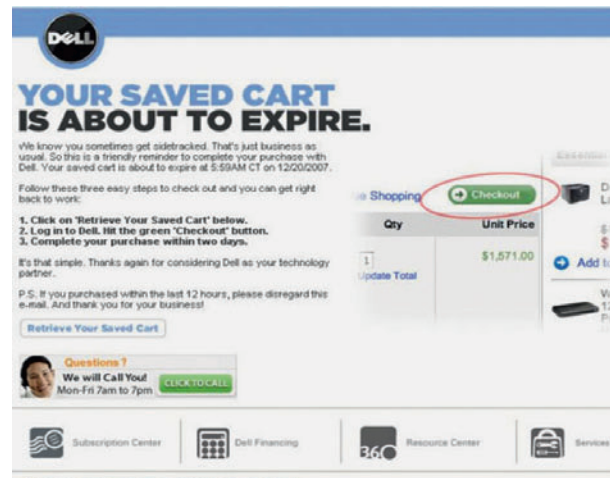 DELL
YOUR SAVED CART
IS ABOUT TO EXPIRE.
We know you sometimes get sidetracked. That's just business as
usual. So this is a friendly reminder to complete your purchase with
Dell. Your saved cart is about to expire at 5:59AM CT on 12/20/2007.
Follow these three easy steps to check out and you can get right
back to work:
1. Click on 'Retrieve Your Saved Cart' below.
2. Log in to Dell. Hit the green 'Checkout' button.
3. Complete your purchase within two days.
It's that simple. Thanks again for considering Dell as your technology
partner.
P.S. If you purchased within the last 12 hours, please disregard this
e-mail. And thank you for your business!
Retrieve Your Saved Cart
Shopping
Checkout
Qty
Unit Price
1
$1,571.00
Update Total
Essential
D
L
$
Add to
12
P
Questions ?
We will Call You!
Mon-Fri 7am to 7pm
CLICK TO CALL
Subscription Center
Dell Financing
360
Resource Center
Services